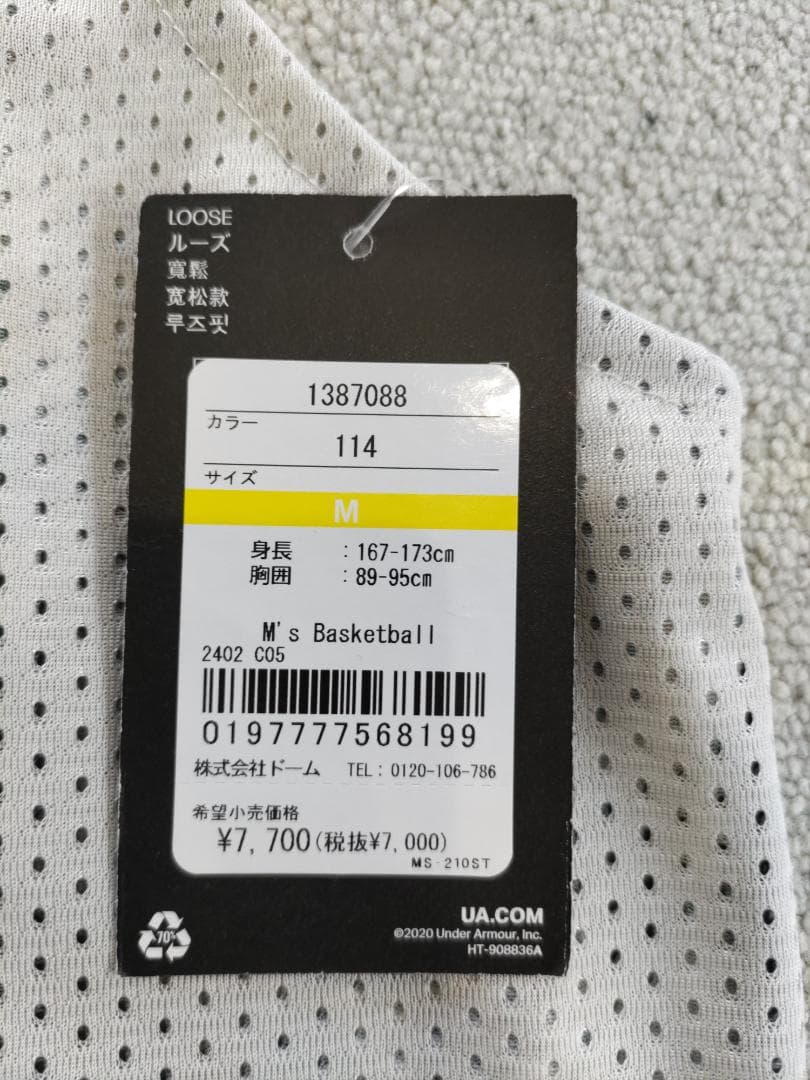 LOOSE
ルーズ
寬鬆
宽松款
루즈핏
1387088
カラー
114
サイズ
M
身長 : 167-173cm
胸囲 : 89-95cm
M's Basketball
2402 C05
0197777568199
株式会社ドーム TEL: 0120-106-786
希望小売価格
¥7,700(税抜¥7,000)
MS-210ST
70%
UA.COM
©2020 Under Armour, Inc.
HT-908836A